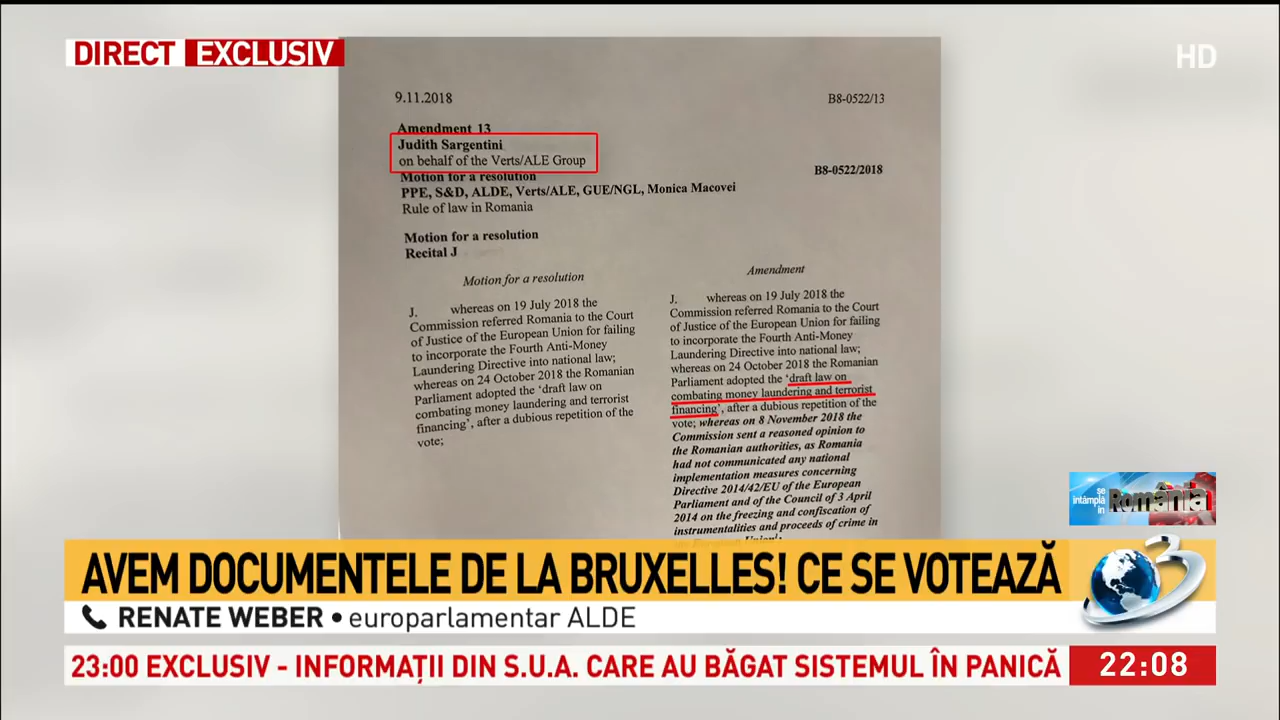 DIRECT EXCLUSIV
HD
9.11.2018
B8-0522/13
Amendment 13
Judith Sargentini
on behalf of the Verts/ALE Group
Motion for a resolution
B8-0522/2018
PPE, S&D, ALDE, Verts/ALE, GUE/NGL, Monica Macovei
Rule of law in Romania
Motion for a resolution
Recital J
Motion for a resolution
J. whereas on 19 July 2018 the
Commission referred Romania to the Court
of Justice of the European Union for failing
to incorporate the Fourth Anti-Money
Laundering Directive into national law;
whereas on 24 October 2018 the Romanian
Parliament adopted the ‘draft law on
combating money laundering and terrorist
financing’, after a dubious repetition of the
vote;
Amendment
J. whereas on 19 July 2018 the
Commission referred Romania to the Court
of Justice of the European Union for failing
to incorporate the Fourth Anti-Money
Laundering Directive into national law;
whereas on 24 October 2018 the Romanian
Parliament adopted the ‘draft law on
combating money laundering and terrorist
financing’, after a dubious repetition of the
vote; whereas on 8 November 2018 the
Commission sent a reasoned opinion to
the Romanian authorities, as Romania
had not communicated any national
implementation measures concerning
Directive 2014/42/EU of the European
Parliament and of the Council of 3 April
2014 on the freezing and confiscation of
instrumentalities and proceeds of crime in
se întâmplă în România
AVEM DOCUMENTELE DE LA BRUXELLES! CE SE VOTEAZĂ
3
RENATE WEBER • europarlamentar ALDE
23:00 EXCLUSIV - INFORMAȚII DIN S.U.A. CARE AU BĂGAT SISTEMUL ÎN PANICĂ
22:08